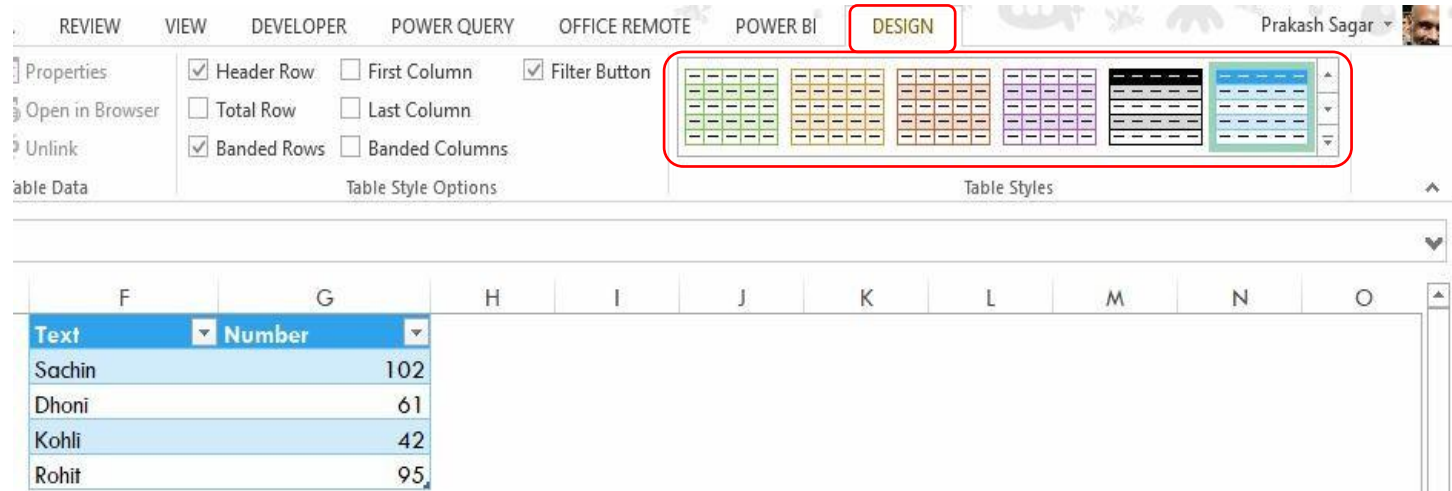 REVIEW VIEW DEVELOPER POWER QUERY OFFICE REMOTE POWER BI DESIGN Prakash Sagar
Properties Header Row First Column Filter Button
Open in Browser Total Row Last Column
Unlink Banded Rows Banded Columns
Table Data Table Style Options Table Styles
F G H I J K L M N O
Text Number
Sachin 102
Dhoni 61
Kohli 42
Rohit 95